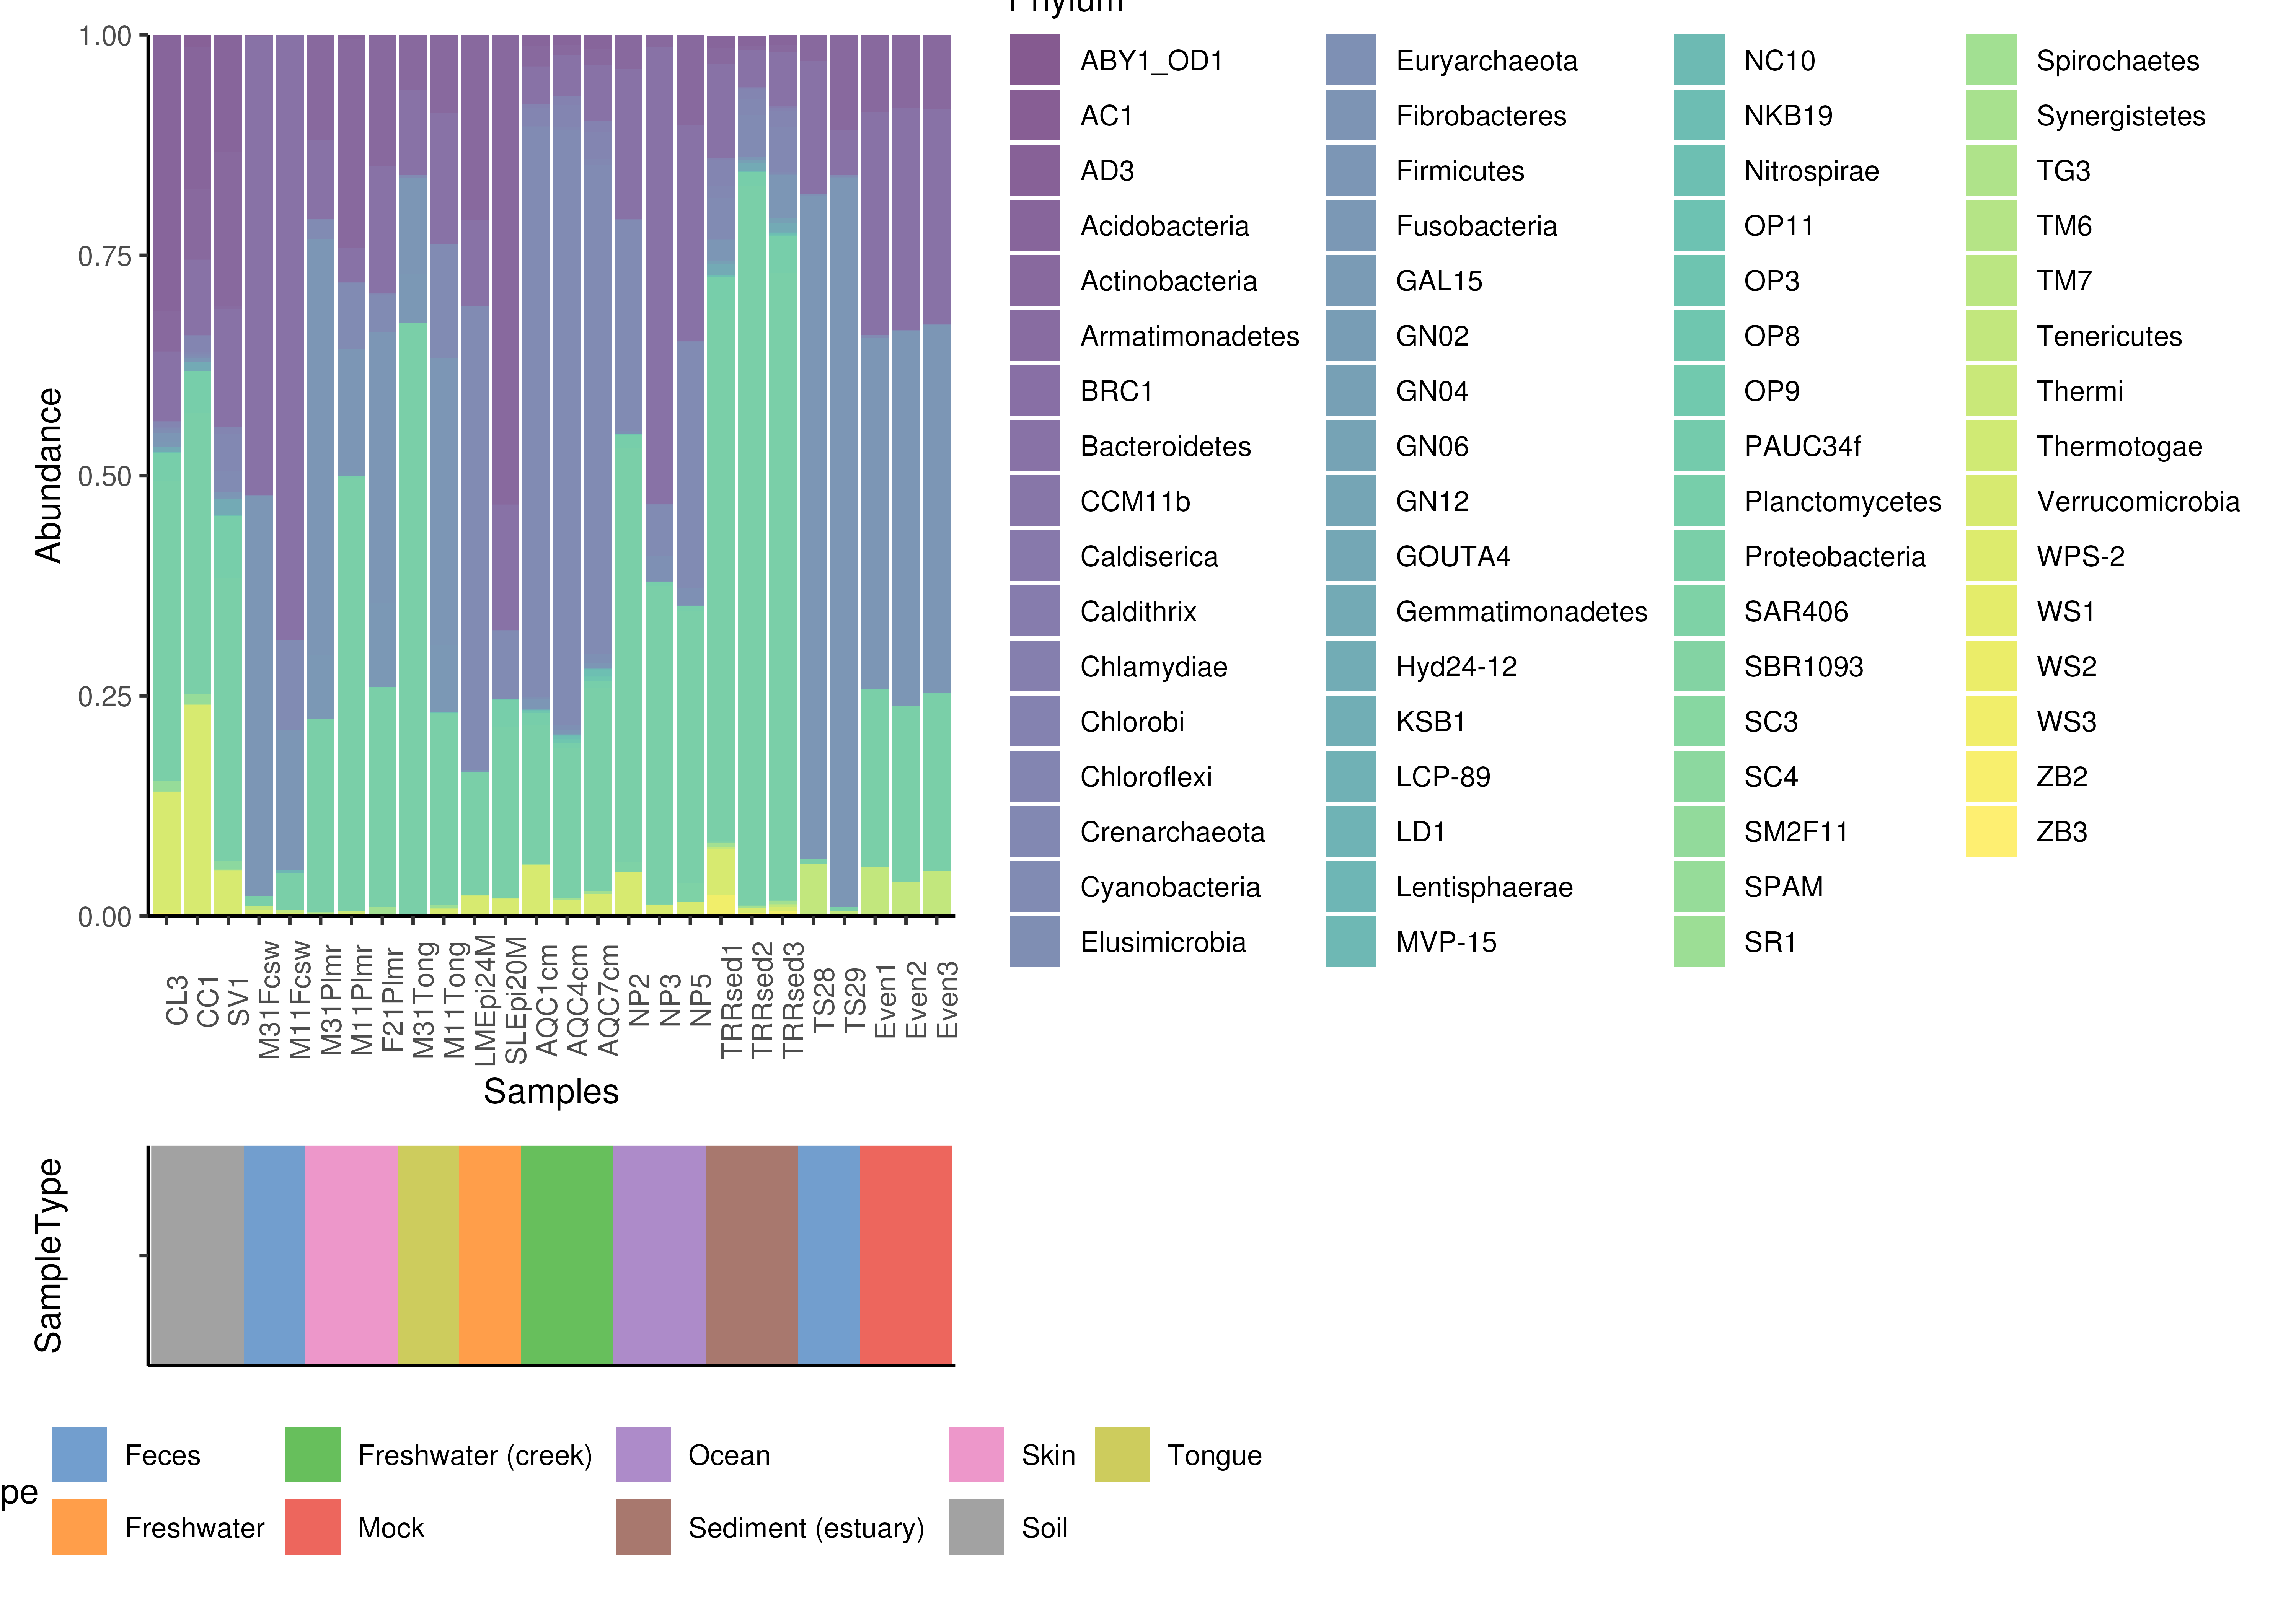 Phylum
1.00
0.75
0.50
0.25
0.00
Abundance
CL3
CC1
SV1
M31Fcsw
M11Fcsw
M31Plmr
M11Plmr
F21Plmr
M31Tong
M11Tong
LMEpi24M
SLEpi20M
AQC1cm
AQC4cm
AQC7cm
NP2
NP3
NP5
TRRsed1
TRRsed2
TRRsed3
TS28
TS29
Even1
Even2
Even3
Samples
ABY1_OD1
AC1
AD3
Acidobacteria
Actinobacteria
Armatimonadetes
BRC1
Bacteroidetes
CCM11b
Caldiserica
Caldithrix
Chlamydiae
Chlorobi
Chloroflexi
Crenarchaeota
Cyanobacteria
Elusimicrobia
Euryarchaeota
Fibrobacteres
Firmicutes
Fusobacteria
GAL15
GN02
GN04
GN06
GN12
GOUTA4
Gemmatimonadetes
Hyd24-12
KSB1
LCP-89
LD1
Lentisphaerae
MVP-15
NC10
NKB19
Nitrospirae
OP11
OP3
OP8
OP9
PAUC34f
Planctomycetes
Proteobacteria
SAR406
SBR1093
SC3
SC4
SM2F11
SPAM
SR1
Spirochaetes
Synergistetes
TG3
TM6
TM7
Tenericutes
Thermi
Thermotogae
Verrucomicrobia
WPS-2
WS1
WS2
WS3
ZB2
ZB3
SampleType
pe
Feces
Freshwater
Freshwater (creek)
Mock
Ocean
Sediment (estuary)
Skin
Soil
Tongue